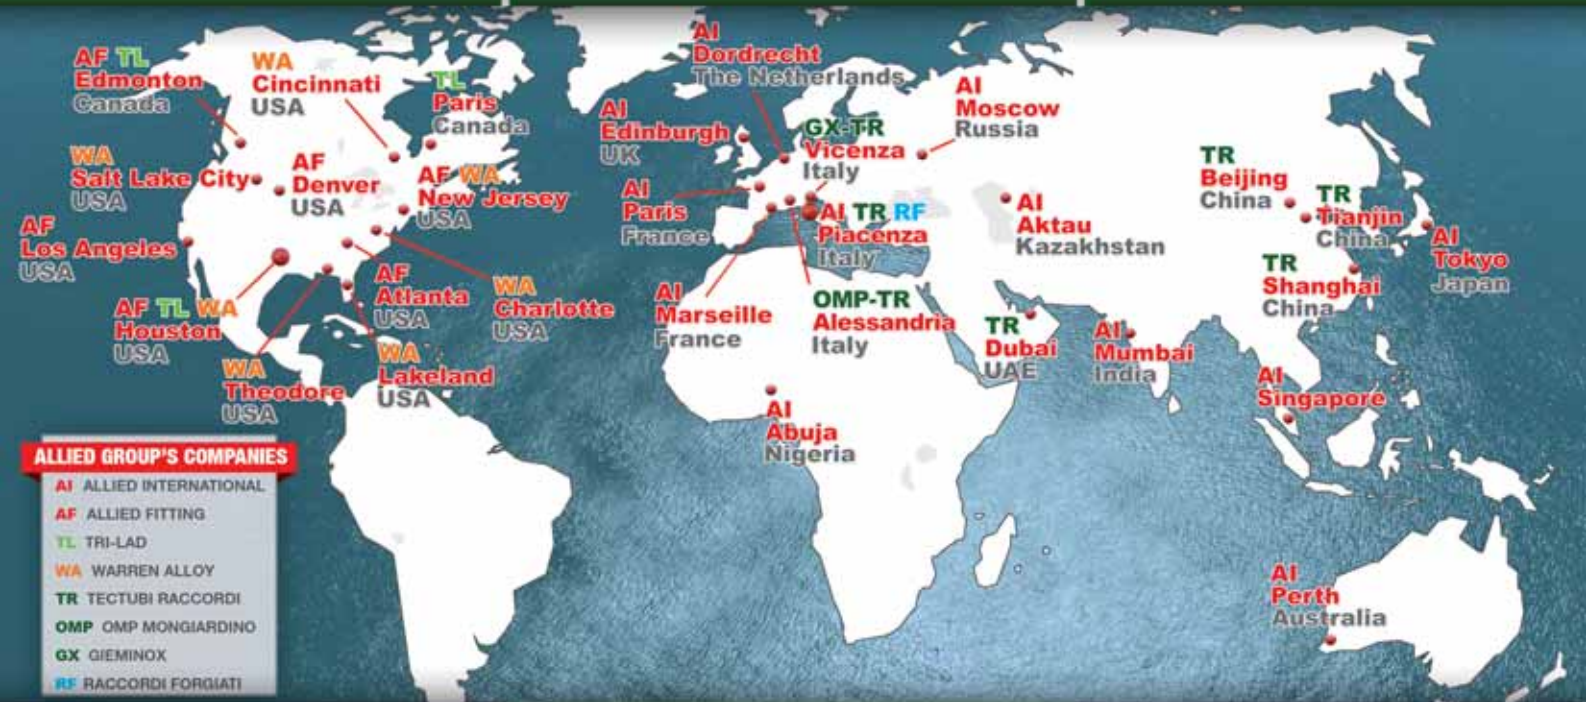 AF TL
Edmonton
Canada
WA
Cincinnati
USA
TL
Paris
Canada
WA
Salt Lake City
USA
AF
Denver
USA
AF WA
New Jersey
USA
AF
Los Angeles
USA
AF TL WA
Houston
USA
AF
Atlanta
USA
WA
Charlotte
USA
WA
Theodore
USA
WA
Lakeland
USA
AI
Dordrecht
The Netherlands
AI
Edinburgh
UK
GX-TR
Vicenza
Italy
AI
Moscow
Russia
AI
Paris
France
AI TR RF
Piacenza
Italy
AI
Aktau
Kazakhstan
AI
Marseille
France
OMP-TR
Alessandria
Italy
TR
Dubai
UAE
AI
Mumbai
India
AI
Abuja
Nigeria
TR
Beijing
China
TR
Tianjin
China
TR
Shanghai
China
AI
Tokyo
Japan
AI
Singapore
AI
Perth
Australia
ALLIED GROUP'S COMPANIES
AI ALLIED INTERNATIONAL
AF ALLIED FITTING
TL TRI-LAD
WA WARREN ALLOY
TR TECTUBI RACCORDI
OMP OMP MONGIARDINO
GX GIEMINOX
RF RACCORDI FORGIATI